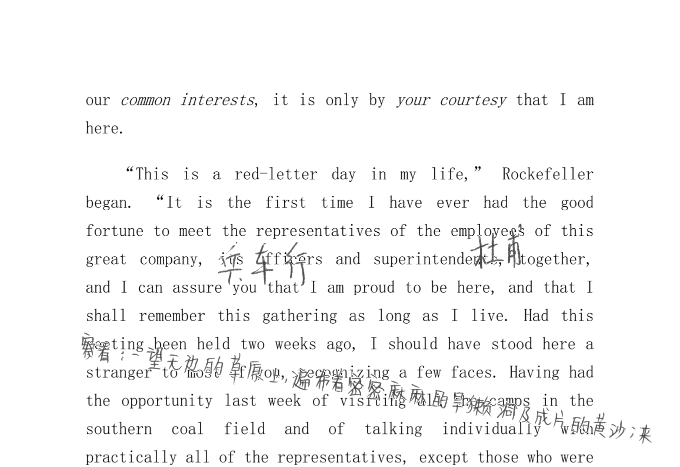 our common interests, it is only by your courtesy that I am
here.
“This is a red-letter day in my life,” Rockefeller
began. “It is the first time I have ever had the good
fortune to meet the representatives of the employees of this
great company, its officers and superintendents, together,
兵车行
杜甫
and I can assure you that I am proud to be here, and that I
shall remember this gathering as long as I live. Had this
meeting been held two weeks ago, I should have stood here a
stranger to most of you, recognizing a few faces. Having had
察看:一望无边的草原上,遍布着密密麻麻的旱獭洞及成片的黄沙;来
the opportunity last week of visiting all the camps in the
southern coal field and of talking individually with
practically all of the representatives, except those who were